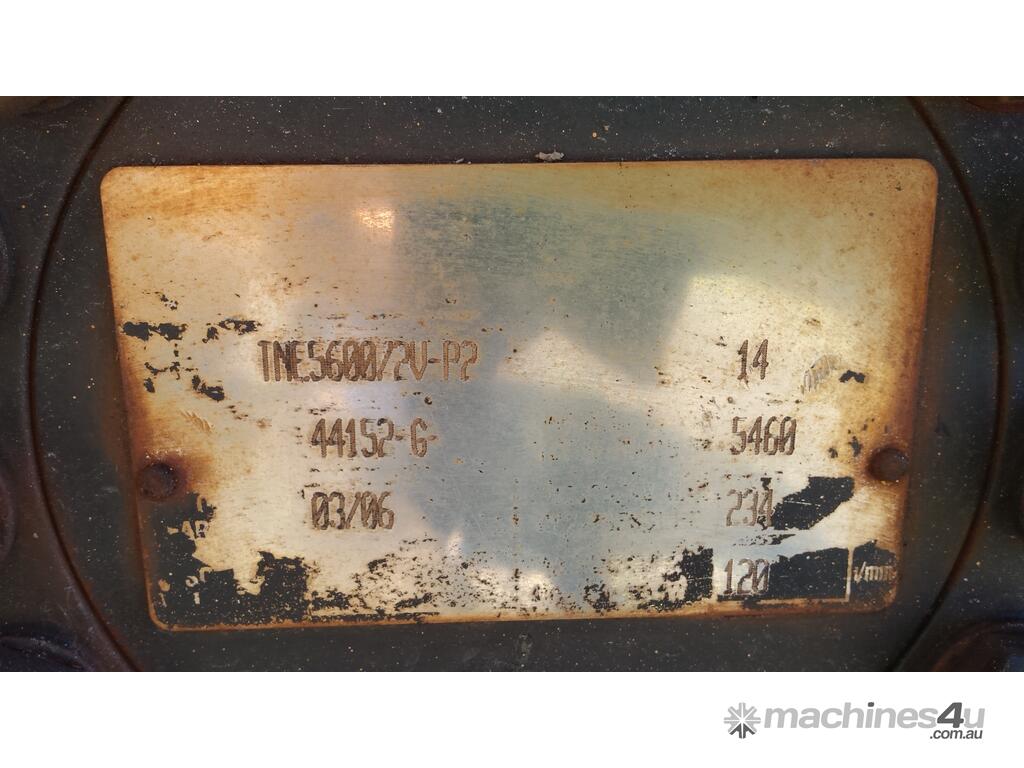 TNE5600/2V-P2 14
44152-G- 5460
03/06 234
120
machines4u
.com.au